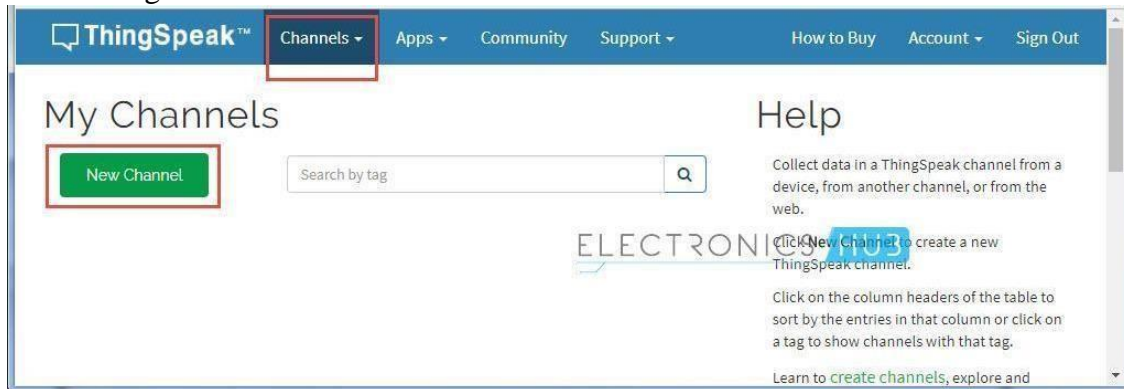 ThingSpeak™ Channels Apps Community Support How to Buy Account Sign Out
My Channels
New Channel
Search by tag
Help
Collect data in a ThingSpeak channel from a
device, from another channel, or from the
web.
Click New Channel to create a new
ThingSpeak channel.
Click on the column headers of the table to
sort by the entries in that column or click on
a tag to show channels with that tag.
Learn to create channels, explore and
ELECTRONICS HUB